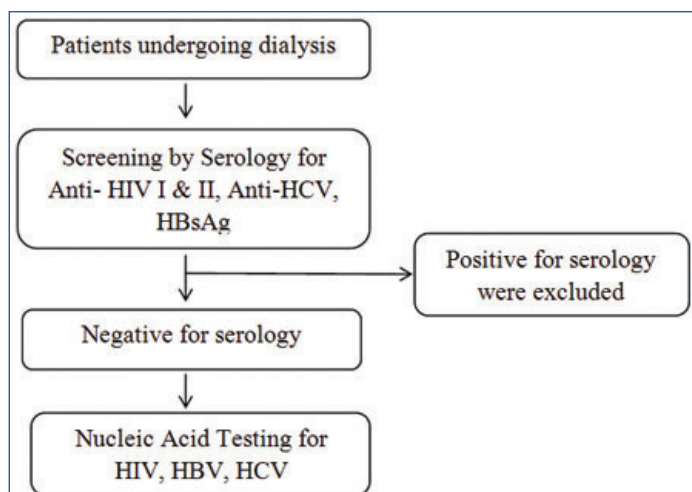 Patients undergoing dialysis
Screening by Serology for
Anti- HIV I & II, Anti-HCV,
HBsAg
Positive for serology
were excluded
Negative for serology
Nucleic Acid Testing for
HIV, HBV, HCV